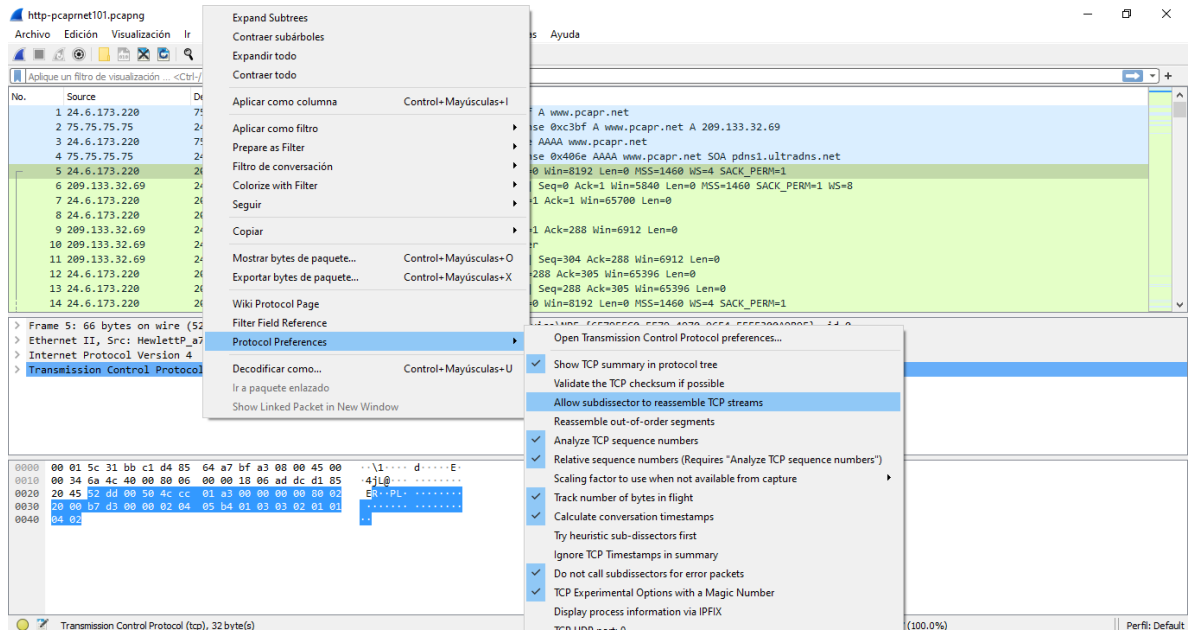 http-pcaprnet101.pcapng
Archivo Edición Visualización Ir Ayuda
Aplique un filtro de visualización ... <Ctrl-/
No. Source
1 24.6.173.220 A www.pcapr.net
2 75.75.75.75 0xc3bf A www.pcapr.net A 209.133.32.69
3 24.6.173.220 AAAA www.pcapr.net
4 75.75.75.75 0x406e AAAA www.pcapr.net SOA pdns1.ultradns.net
5 24.6.173.220 Win=8192 Len=0 MSS=1460 WS=4 SACK_PERM=1
6 209.133.32.69 Seq=0 Ack=1 Win=5840 Len=0 MSS=1460 SACK_PERM=1 WS=8
7 24.6.173.220 Ack=1 Win=65700 Len=0
8 24.6.173.220
9 209.133.32.69 Ack=288 Win=6912 Len=0
10 209.133.32.69
11 209.133.32.69 Seq=304 Ack=288 Win=6912 Len=0
12 24.6.173.220 =288 Ack=305 Win=65396 Len=0
13 24.6.173.220 Seq=288 Ack=305 Win=65396 Len=0
14 24.6.173.220 Win=8192 Len=0 MSS=1460 WS=4 SACK_PERM=1
Expand Subtrees
Contraer subárboles
Expandir todo
Contraer todo
Aplicar como columna Control+Mayúsculas+I
Aplicar como filtro
Prepare as Filter
Filtro de conversación
Colorize with Filter
Seguir
Copiar
Mostrar bytes de paquete... Control+Mayúsculas+O
Exportar bytes de paquete... Control+Mayúsculas+X
Wiki Protocol Page
Filter Field Reference
Protocol Preferences
Decodificar como... Control+Mayúsculas+U
Ir a paquete enlazado
Show Linked Packet in New Window
Frame 5: 66 bytes on wire (52
Ethernet II, Src: HewlettP_a7
Internet Protocol Version 4
Transmission Control Protocol
Open Transmission Control Protocol preferences...
Show TCP summary in protocol tree
Validate the TCP checksum if possible
Allow subdissector to reassemble TCP streams
Reassemble out-of-order segments
Analyze TCP sequence numbers
Relative sequence numbers (Requires "Analyze TCP sequence numbers")
Scaling factor to use when not available from capture
Track number of bytes in flight
Calculate conversation timestamps
Try heuristic sub-dissectors first
Ignore TCP Timestamps in summary
Do not call subdissectors for error packets
TCP Experimental Options with a Magic Number
Display process information via IPFIX
0000 00 01 5c 31 bb c1 d4 85 64 a7 bf a3 08 00 45 00 ··\1···· d·····E·
0010 00 34 6a 4c 40 00 80 06 00 00 18 06 ad dc d1 85 ·4jL@··· ········
0020 20 45 52 dd 00 50 4c cc 01 a3 00 00 00 00 80 02 ER··PL· ········
0030 20 00 b7 d3 00 00 02 04 05 b4 01 03 03 02 01 01 ········ ········
0040 04 02 ··
Transmission Control Protocol (tcp), 32 byte(s) (100.0%) Perfil: Default